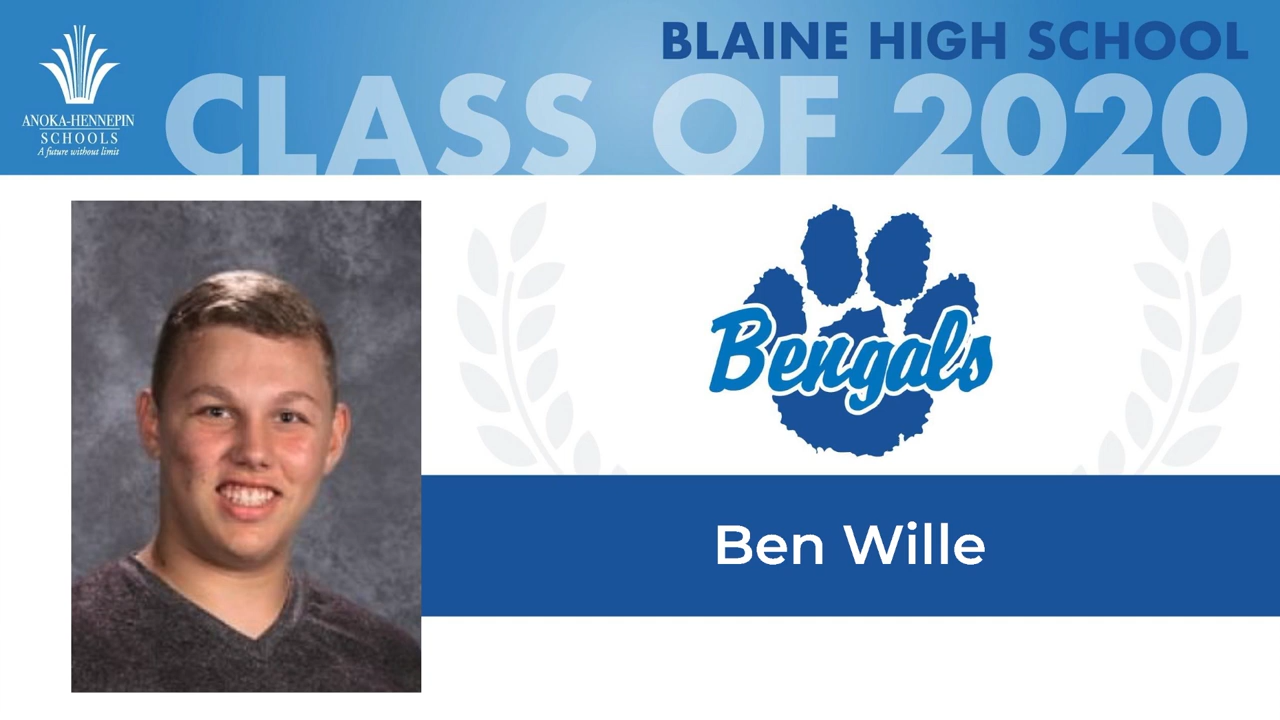 BLAINE HIGH SCHOOL
CLASS OF 2020
ANOKA-HENNEPIN
SCHOOLS
A future without limit
Bengals
Ben Wille